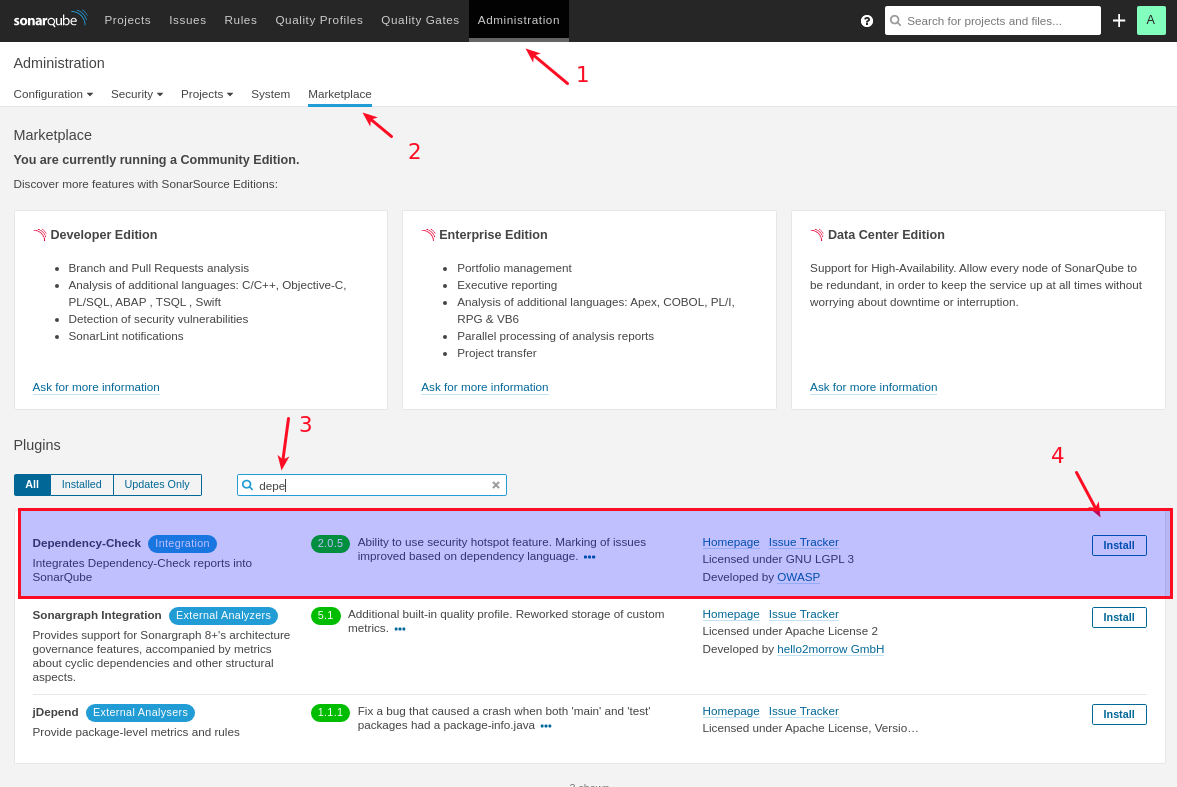 sonarqube Projects Issues Rules Quality Profiles Quality Gates Administration ? Search for projects and files... + A
Administration
1
Configuration Security Projects System Marketplace
2
Marketplace
You are currently running a Community Edition.
Discover more features with SonarSource Editions:
Developer Edition
• Branch and Pull Requests analysis
• Analysis of additional languages: C/C++, Objective-C,
PL/SQL, ABAP , TSQL , Swift
• Detection of security vulnerabilities
• SonarLint notifications
Ask for more information
Enterprise Edition
• Portfolio management
• Executive reporting
• Analysis of additional languages: Apex, COBOL, PL/I,
RPG & VB6
• Parallel processing of analysis reports
• Project transfer
Ask for more information
Data Center Edition
Support for High-Availability. Allow every node of SonarQube to
be redundant, in order to keep the service up at all times without
worrying about downtime or interruption.
Ask for more information
3
Plugins
4
All Installed Updates Only depe
Dependency-Check Integration
Integrates Dependency-Check reports into
SonarQube
2.0.5 Ability to use security hotspot feature. Marking of issues
improved based on dependency language. •••
Homepage Issue Tracker
Licensed under GNU LGPL 3
Developed by OWASP
Install
Sonargraph Integration External Analyzers
Provides support for Sonargraph 8+'s architecture
governance features, accompanied by metrics
about cyclic dependencies and other structural
aspects.
5.1 Additional built-in quality profile. Reworked storage of custom
metrics. •••
Homepage Issue Tracker
Licensed under Apache License 2
Developed by hello2morrow GmbH
Install
jDepend External Analysers
Provide package-level metrics and rules
1.1.1 Fix a bug that caused a crash when both 'main' and 'test'
packages had a package-info.java •••
Homepage Issue Tracker
Licensed under Apache License, Versio…
Install